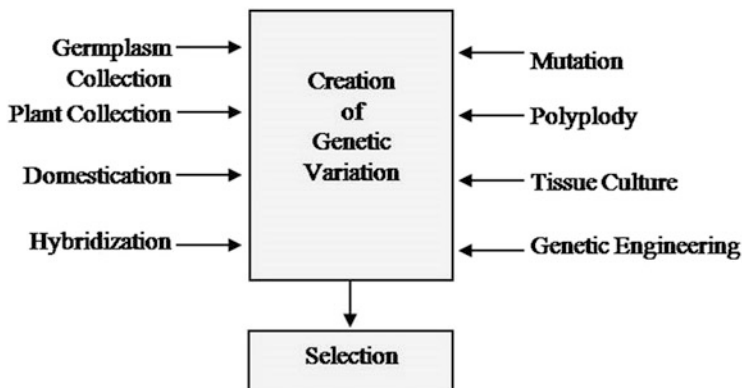 Germplasm
Collection
Plant Collection
Domestication
Hybridization
Creation
of
Genetic
Variation
Mutation
Polyplody
Tissue Culture
Genetic Engineering
Selection